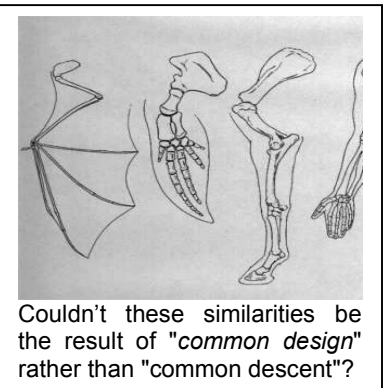 Couldn’t these similarities be
the result of "common design"
rather than "common descent"?